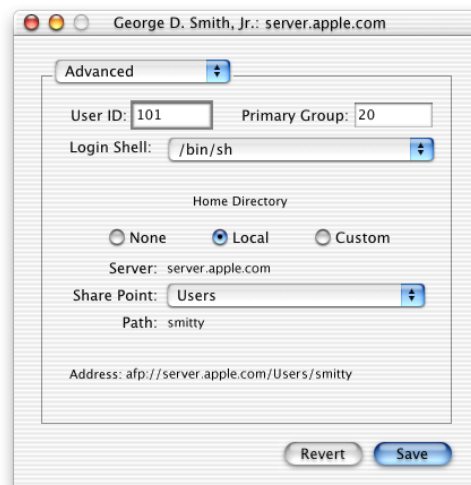 George D. Smith, Jr.: server.apple.com
Advanced
User ID: 101 Primary Group: 20
Login Shell: /bin/sh
Home Directory
None Local Custom
Server: server.apple.com
Share Point: Users
Path: smitty
Address: afp://server.apple.com/Users/smitty
Revert Save